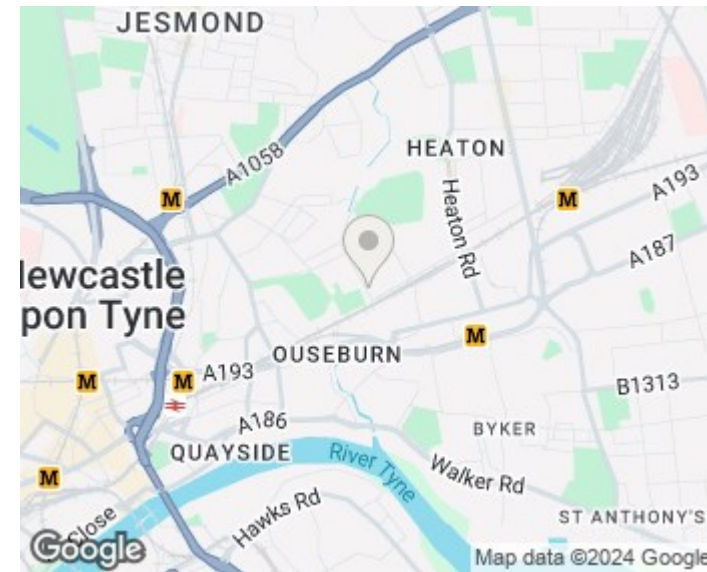 JESMOND
A1058
HEATON
M
M
A193
Heaton Rd
A187
lewcastle
pon Tyne
OUSEBURN
M
M
M
A193
B1313
A186
BYKER
QUAYSIDE
River Tyne
Walker Rd
M
Hawks Rd
ST ANTHONY'S
Close
Google
Map data ©2024 Google